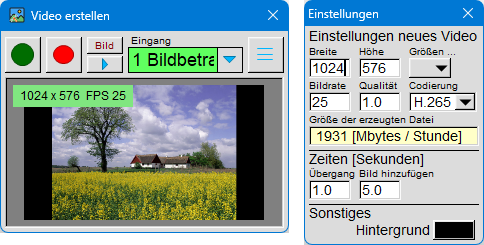 Video erstellen
Bild
Eingang
1 Bildbetra
1024 x 576 FPS 25
Einstellungen
Einstellungen neues Video
Breite Höhe Größen ...
1024 576
Bildrate Qualität Codierung
25 1.0 H.265
Größe der erzeugten Datei
1931 [Mbytes / Stunde]
Zeiten [Sekunden]
Übergang Bild hinzufügen
1.0 5.0
Sonstiges
Hintergrund